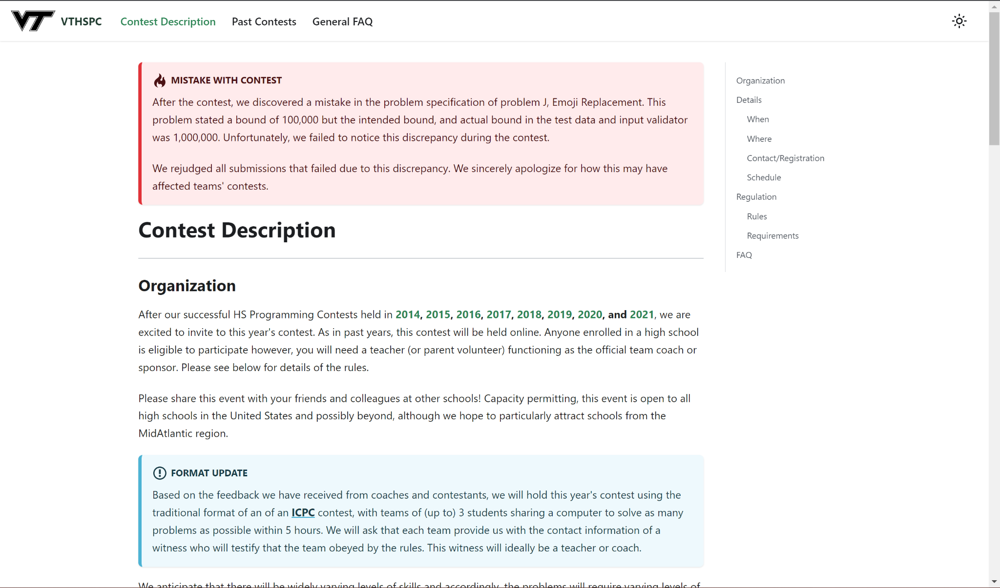 VT VTHSPC Contest Description Past Contests General FAQ
MISTAKE WITH CONTEST
After the contest, we discovered a mistake in the problem specification of problem J, Emoji Replacement. This
problem stated a bound of 100,000 but the intended bound, and actual bound in the test data and input validator
was 1,000,000. Unfortunately, we failed to notice this discrepancy during the contest.
We rejudged all submissions that failed due to this discrepancy. We sincerely apologize for how this may have
affected teams' contests.
Contest Description
Organization
After our successful HS Programming Contests held in 2014, 2015, 2016, 2017, 2018, 2019, 2020, and 2021, we are
excited to invite to this year's contest. As in past years, this contest will be held online. Anyone enrolled in a high school
is eligible to participate however, you will need a teacher (or parent volunteer) functioning as the official team coach or
sponsor. Please see below for details of the rules.
Please share this event with your friends and colleagues at other schools! Capacity permitting, this event is open to all
high schools in the United States and possibly beyond, although we hope to particularly attract schools from the
MidAtlantic region.
FORMAT UPDATE
Based on the feedback we have received from coaches and contestants, we will hold this year's contest using the
traditional format of an of an ICPC contest, with teams of (up to) 3 students sharing a computer to solve as many
problems as possible within 5 hours. We will ask that each team provide us with the contact information of a
witness who will testify that the team obeyed by the rules. This witness will ideally be a teacher or coach.
We anticipate that there will be widely varying levels of skills and accordingly, the problems will require varying levels of
Organization
Details
When
Where
Contact/Registration
Schedule
Regulation
Rules
Requirements
FAQ